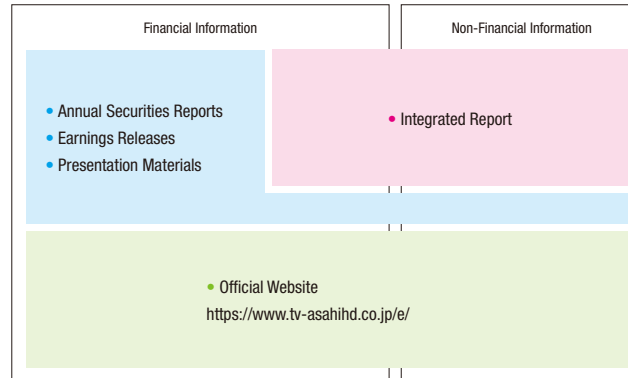 Financial Information
Non-Financial Information
• Annual Securities Reports
• Earnings Releases
• Presentation Materials
• Integrated Report
• Official Website
https://www.tv-asahihd.co.jp/e/